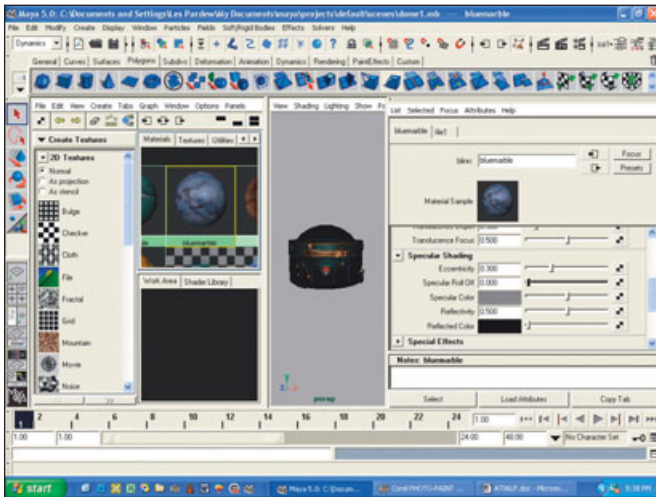 Maya 5.0: C:\Documents and Settings\Les Pardew\My Documents\maya\projects\default\scenes\dome1.mb --- bluemarble
File Edit Modify Create Display Window Particles Fields Soft/Rigid Bodies Effects Solvers Help
Dynamics
General Curves Surfaces Polygons Subdivs Deformation Animation Dynamics Rendering PaintEffects Custom
File Edit View Create Tabs Graph Window Options Panels
View Shading Lighting Show
List Selected Focus Attributes Help
Create Textures
Materials Textures Utilities
bluemarble
2D Textures
Normal
As projection
As stencil
Bulge
Checker
Cloth
File
Fractal
Grid
Mountain
Movie
Noise
bluemarble
Work Area Shader Library
persp
blinn: bluemarble
Focus
Presets
Material Sample
Translucence Focus 0.500
Specular Shading
Eccentricity 0.300
Specular Roll Off 0.000
Specular Color
Reflectivity 0.500
Reflected Color
Special Effects
Notes: bluemarble
Select Load Attributes Copy Tab
1 2 4 6 8 10 12 14 16 18 20 22 24 1.00
1.00 1.00 24.00 48.00 No Character Set
start Maya 5.0: C:\Docum... Corel PHOTO-PAINT ... AT06LP.doc - Micros... 5:38 PM